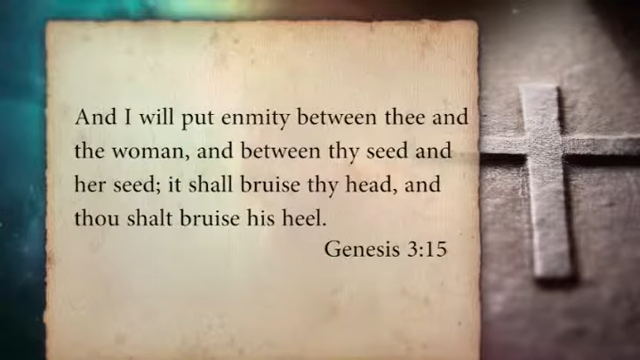 And I will put enmity between thee and
the woman, and between thy seed and
her seed; it shall bruise thy head, and
thou shalt bruise his heel.
Genesis 3:15